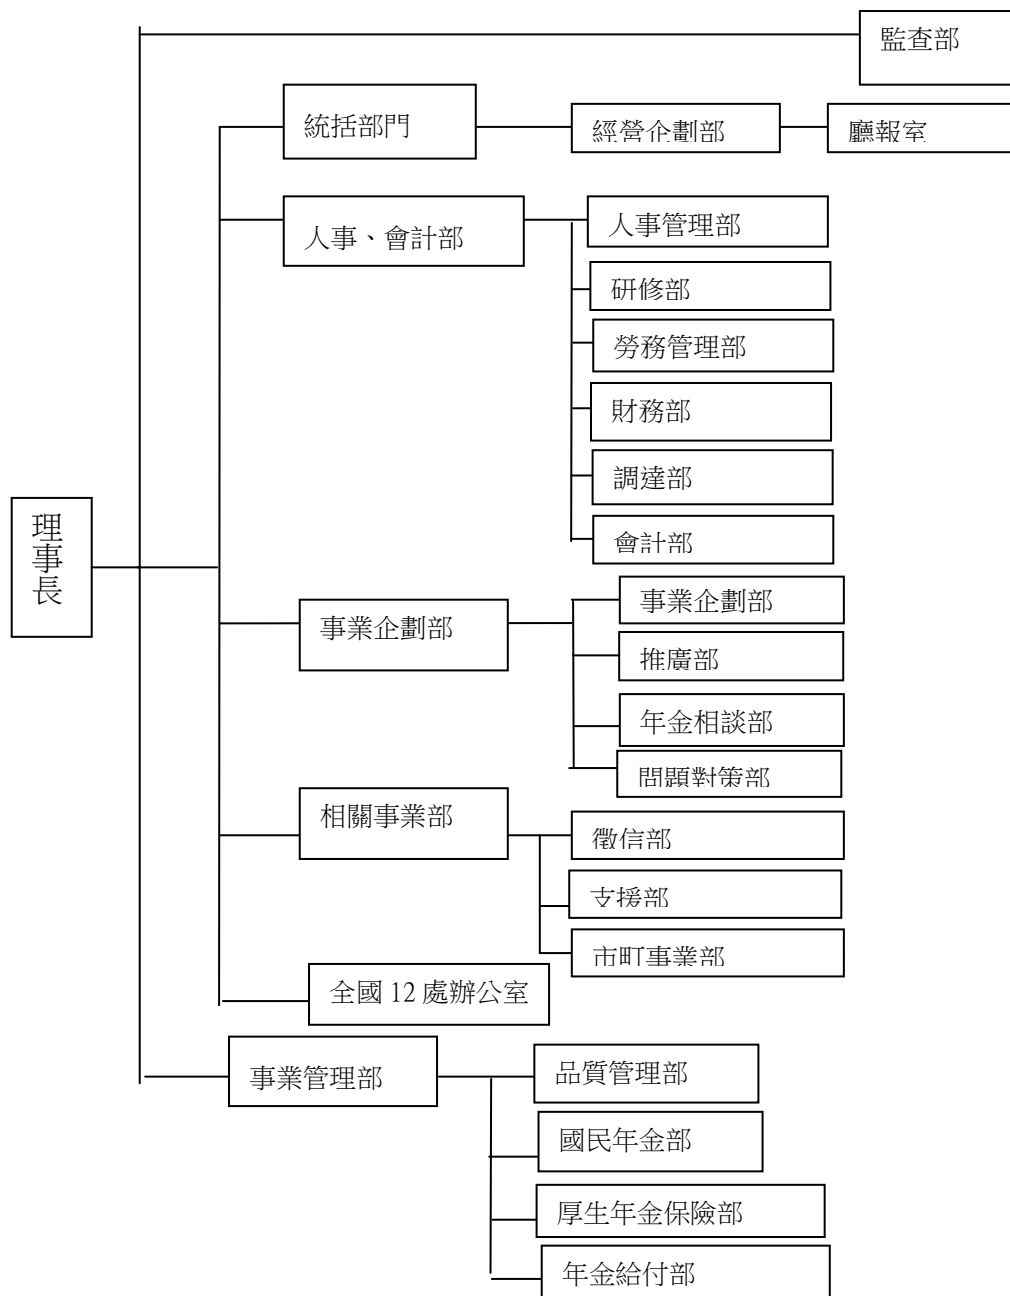 監查部
統括部門
經營企劃部
廳報室
人事、會計部
人事管理部
研修部
勞務管理部
財務部
調達部
會計部
理事長
事業企劃部
事業企劃部
推廣部
年金相談部
問題對策部
相關事業部
徵信部
支援部
市町事業部
全國 12 處辦公室
事業管理部
品質管理部
國民年金部
厚生年金保險部
年金給付部